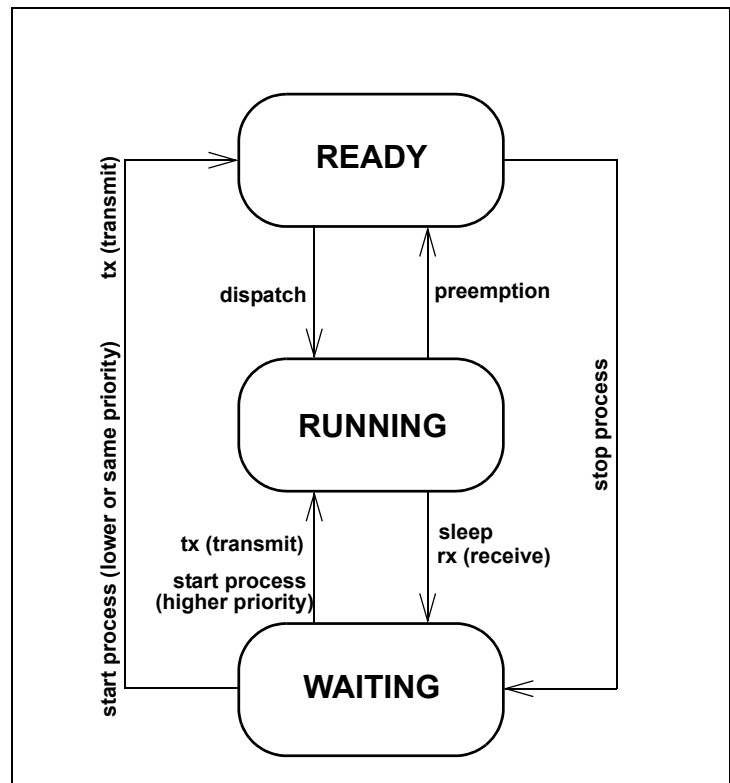 READY
tx (transmit)
dispatch
preemption
RUNNING
start process (lower or same priority)
stop process
tx (transmit)
start process
(higher priority)
sleep
rx (receive)
WAITING